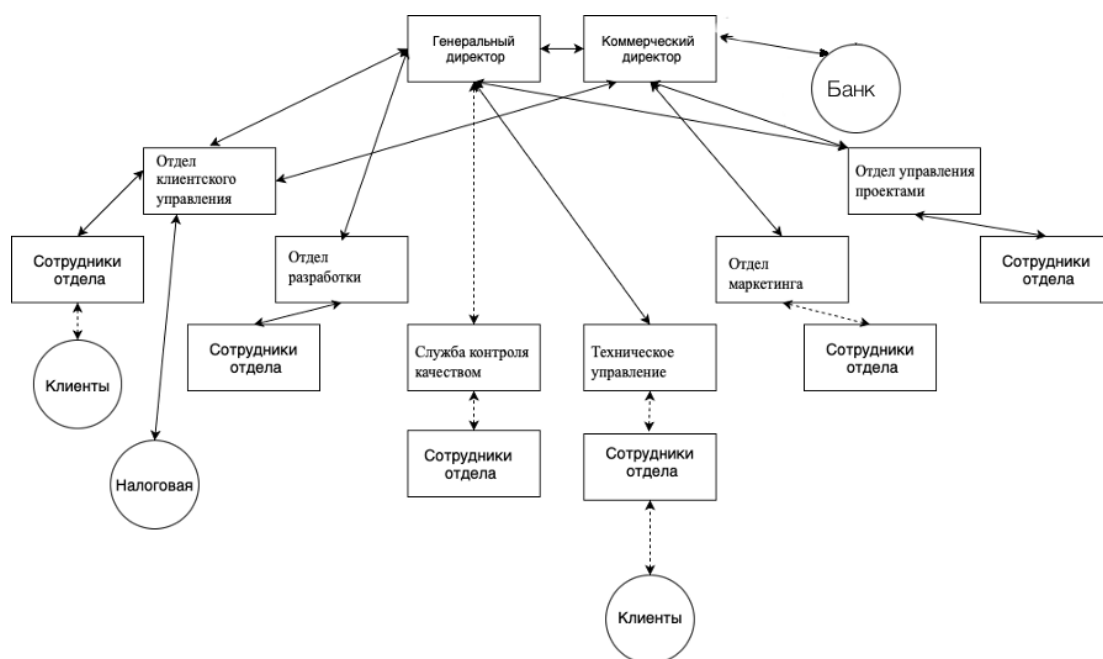 Генеральный
директор
Коммерческий
директор
Банк
Отдел
клиентского
управления
Отдел управления
проектами
Сотрудники
отдела
Отдел
разработки
Отдел
маркетинга
Сотрудники
отдела
Сотрудники
отдела
Служба контроля
качеством
Техническое
управление
Сотрудники
отдела
Клиенты
Сотрудники
отдела
Сотрудники
отдела
Налоговая
Клиенты